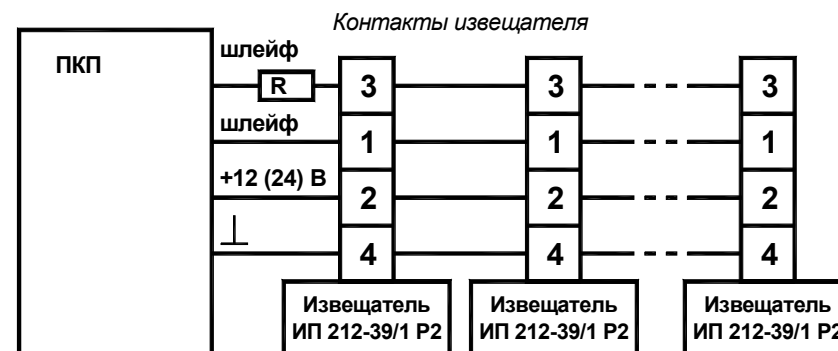 Контакты извещателя
ПКП
шлейф
R
3
3
3
шлейф
1
1
1
+12 (24) В
2
2
2
4
4
4
Извещатель
ИП 212-39/1 Р2
Извещатель
ИП 212-39/1 Р2
Извещатель
ИП 212-39/1 Р2